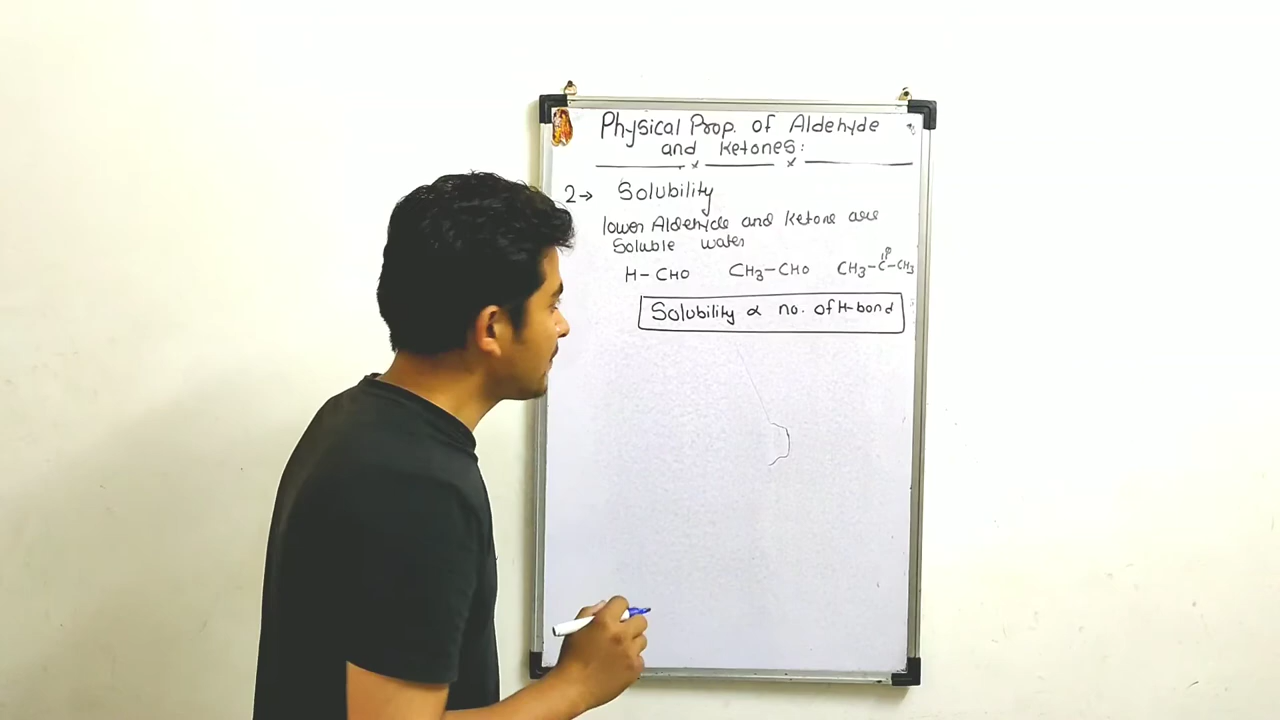 Physical Prop. of Aldehyde
and Ketones:
2→ Solubility
lower Aldehyde and Ketone are
Soluble water
H-CHO CH3-CHO CH3-C-CH3
Solubility ∝ no. of H-bond